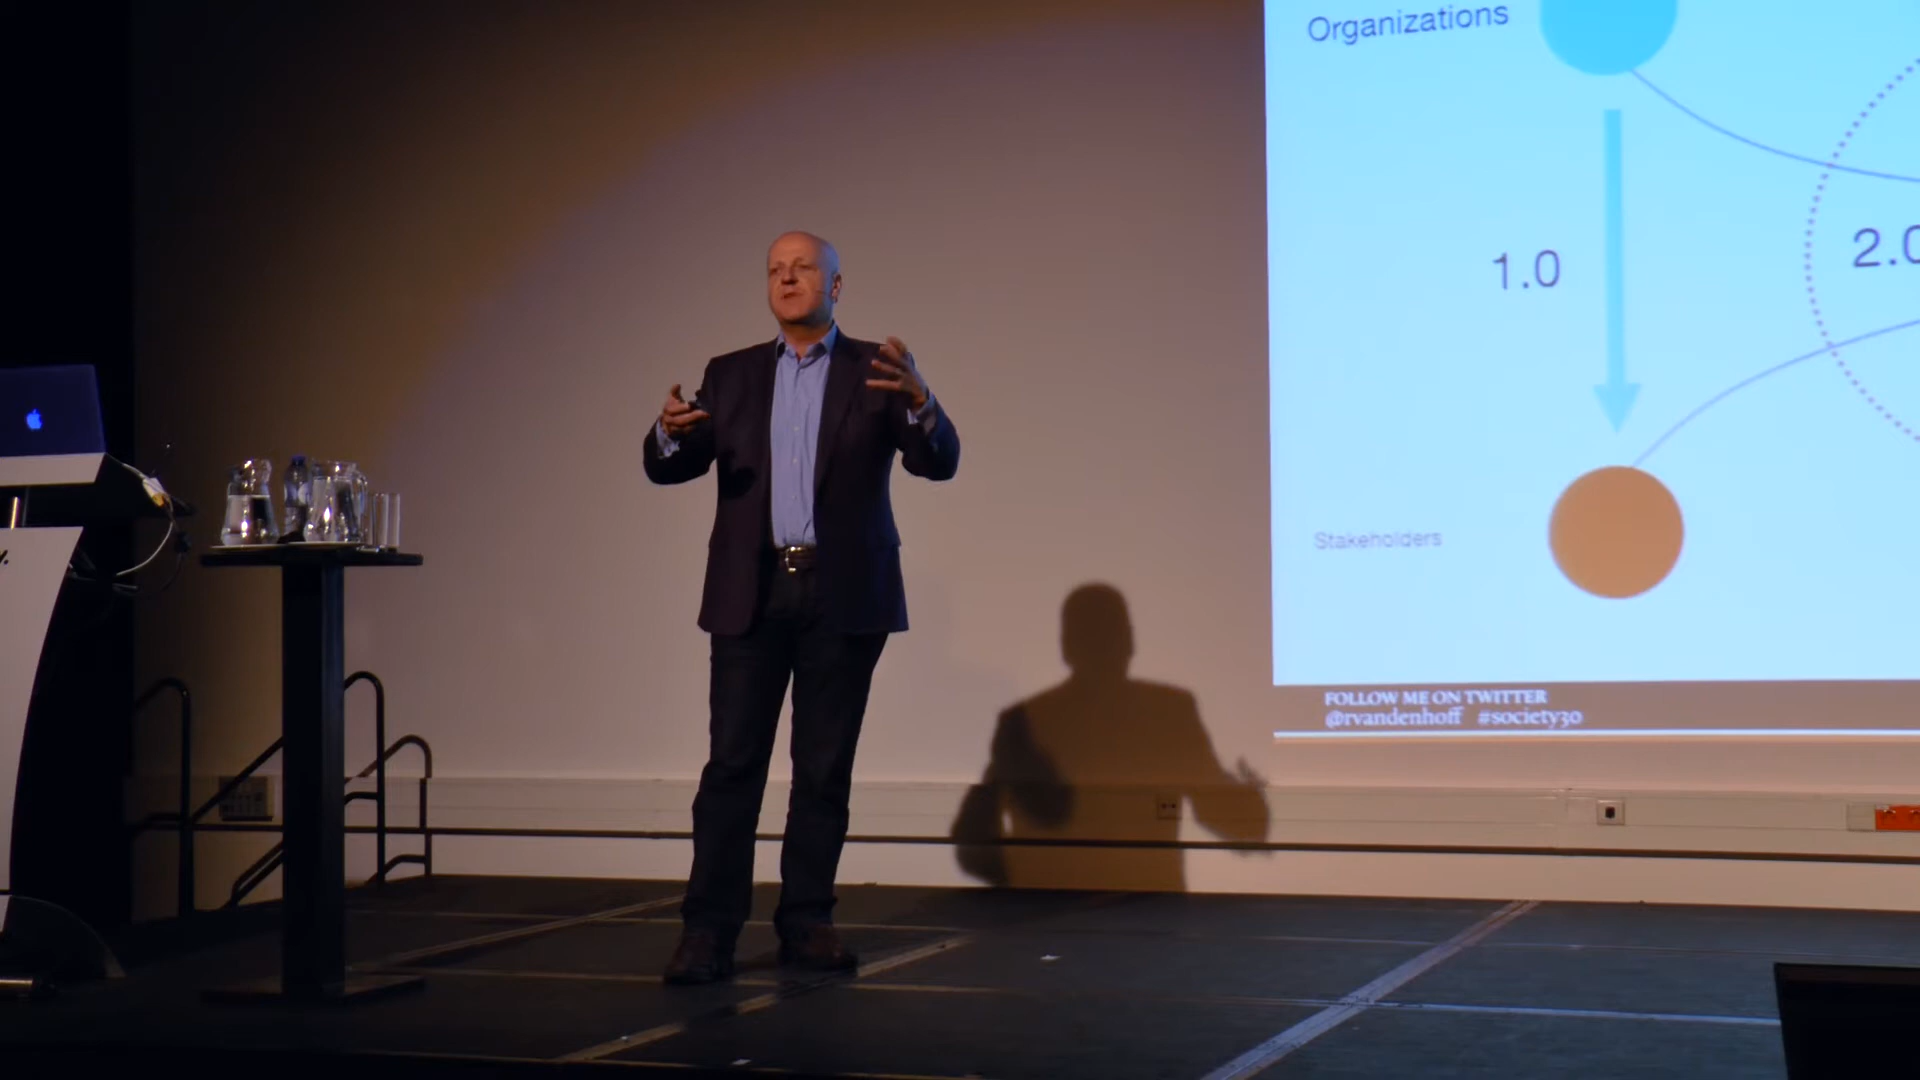 Organizations
1.0
2.0
Stakeholders
FOLLOW ME ON TWITTER
@rvandenhoff #society30